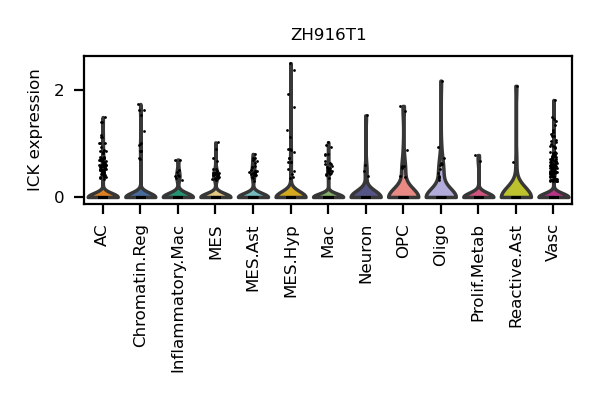 ZH916T1
ICK expression
2
0
AC
Chromatin.Reg
Inflammatory.Mac
MES
MES.Ast
MES.Hyp
Mac
Neuron
OPC
Oligo
Prolif.Metab
Reactive.Ast
Vasc